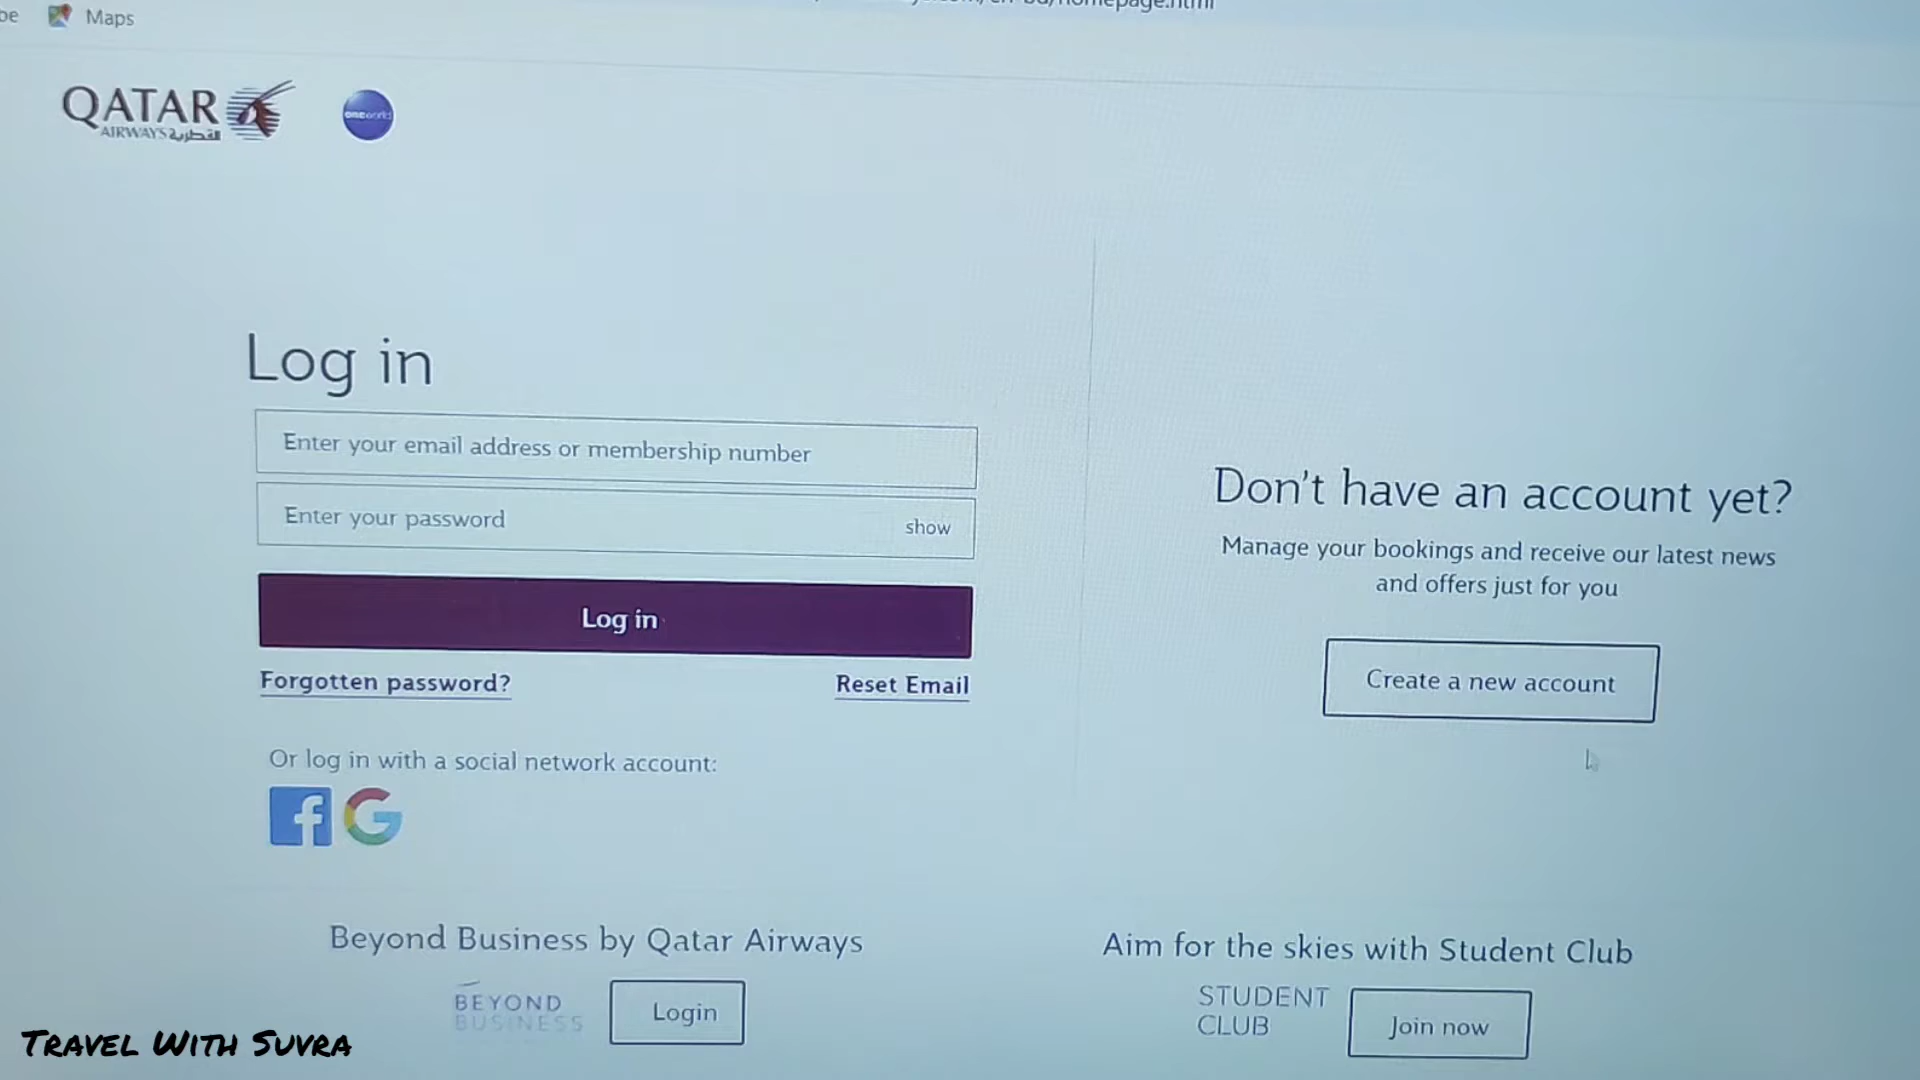 Maps
homepage.html
QATAR
AIRWAYS القطرية
oneworld
Log in
Enter your email address or membership number
Enter your password
show
Log in
Forgotten password?
Reset Email
Don't have an account yet?
Manage your bookings and receive our latest news
and offers just for you
Create a new account
Or log in with a social network account:
Beyond Business by Qatar Airways
BEYOND
BUSINESS
Login
Aim for the skies with Student Club
STUDENT
CLUB
Join now
TRAVEL WITH SUVRA